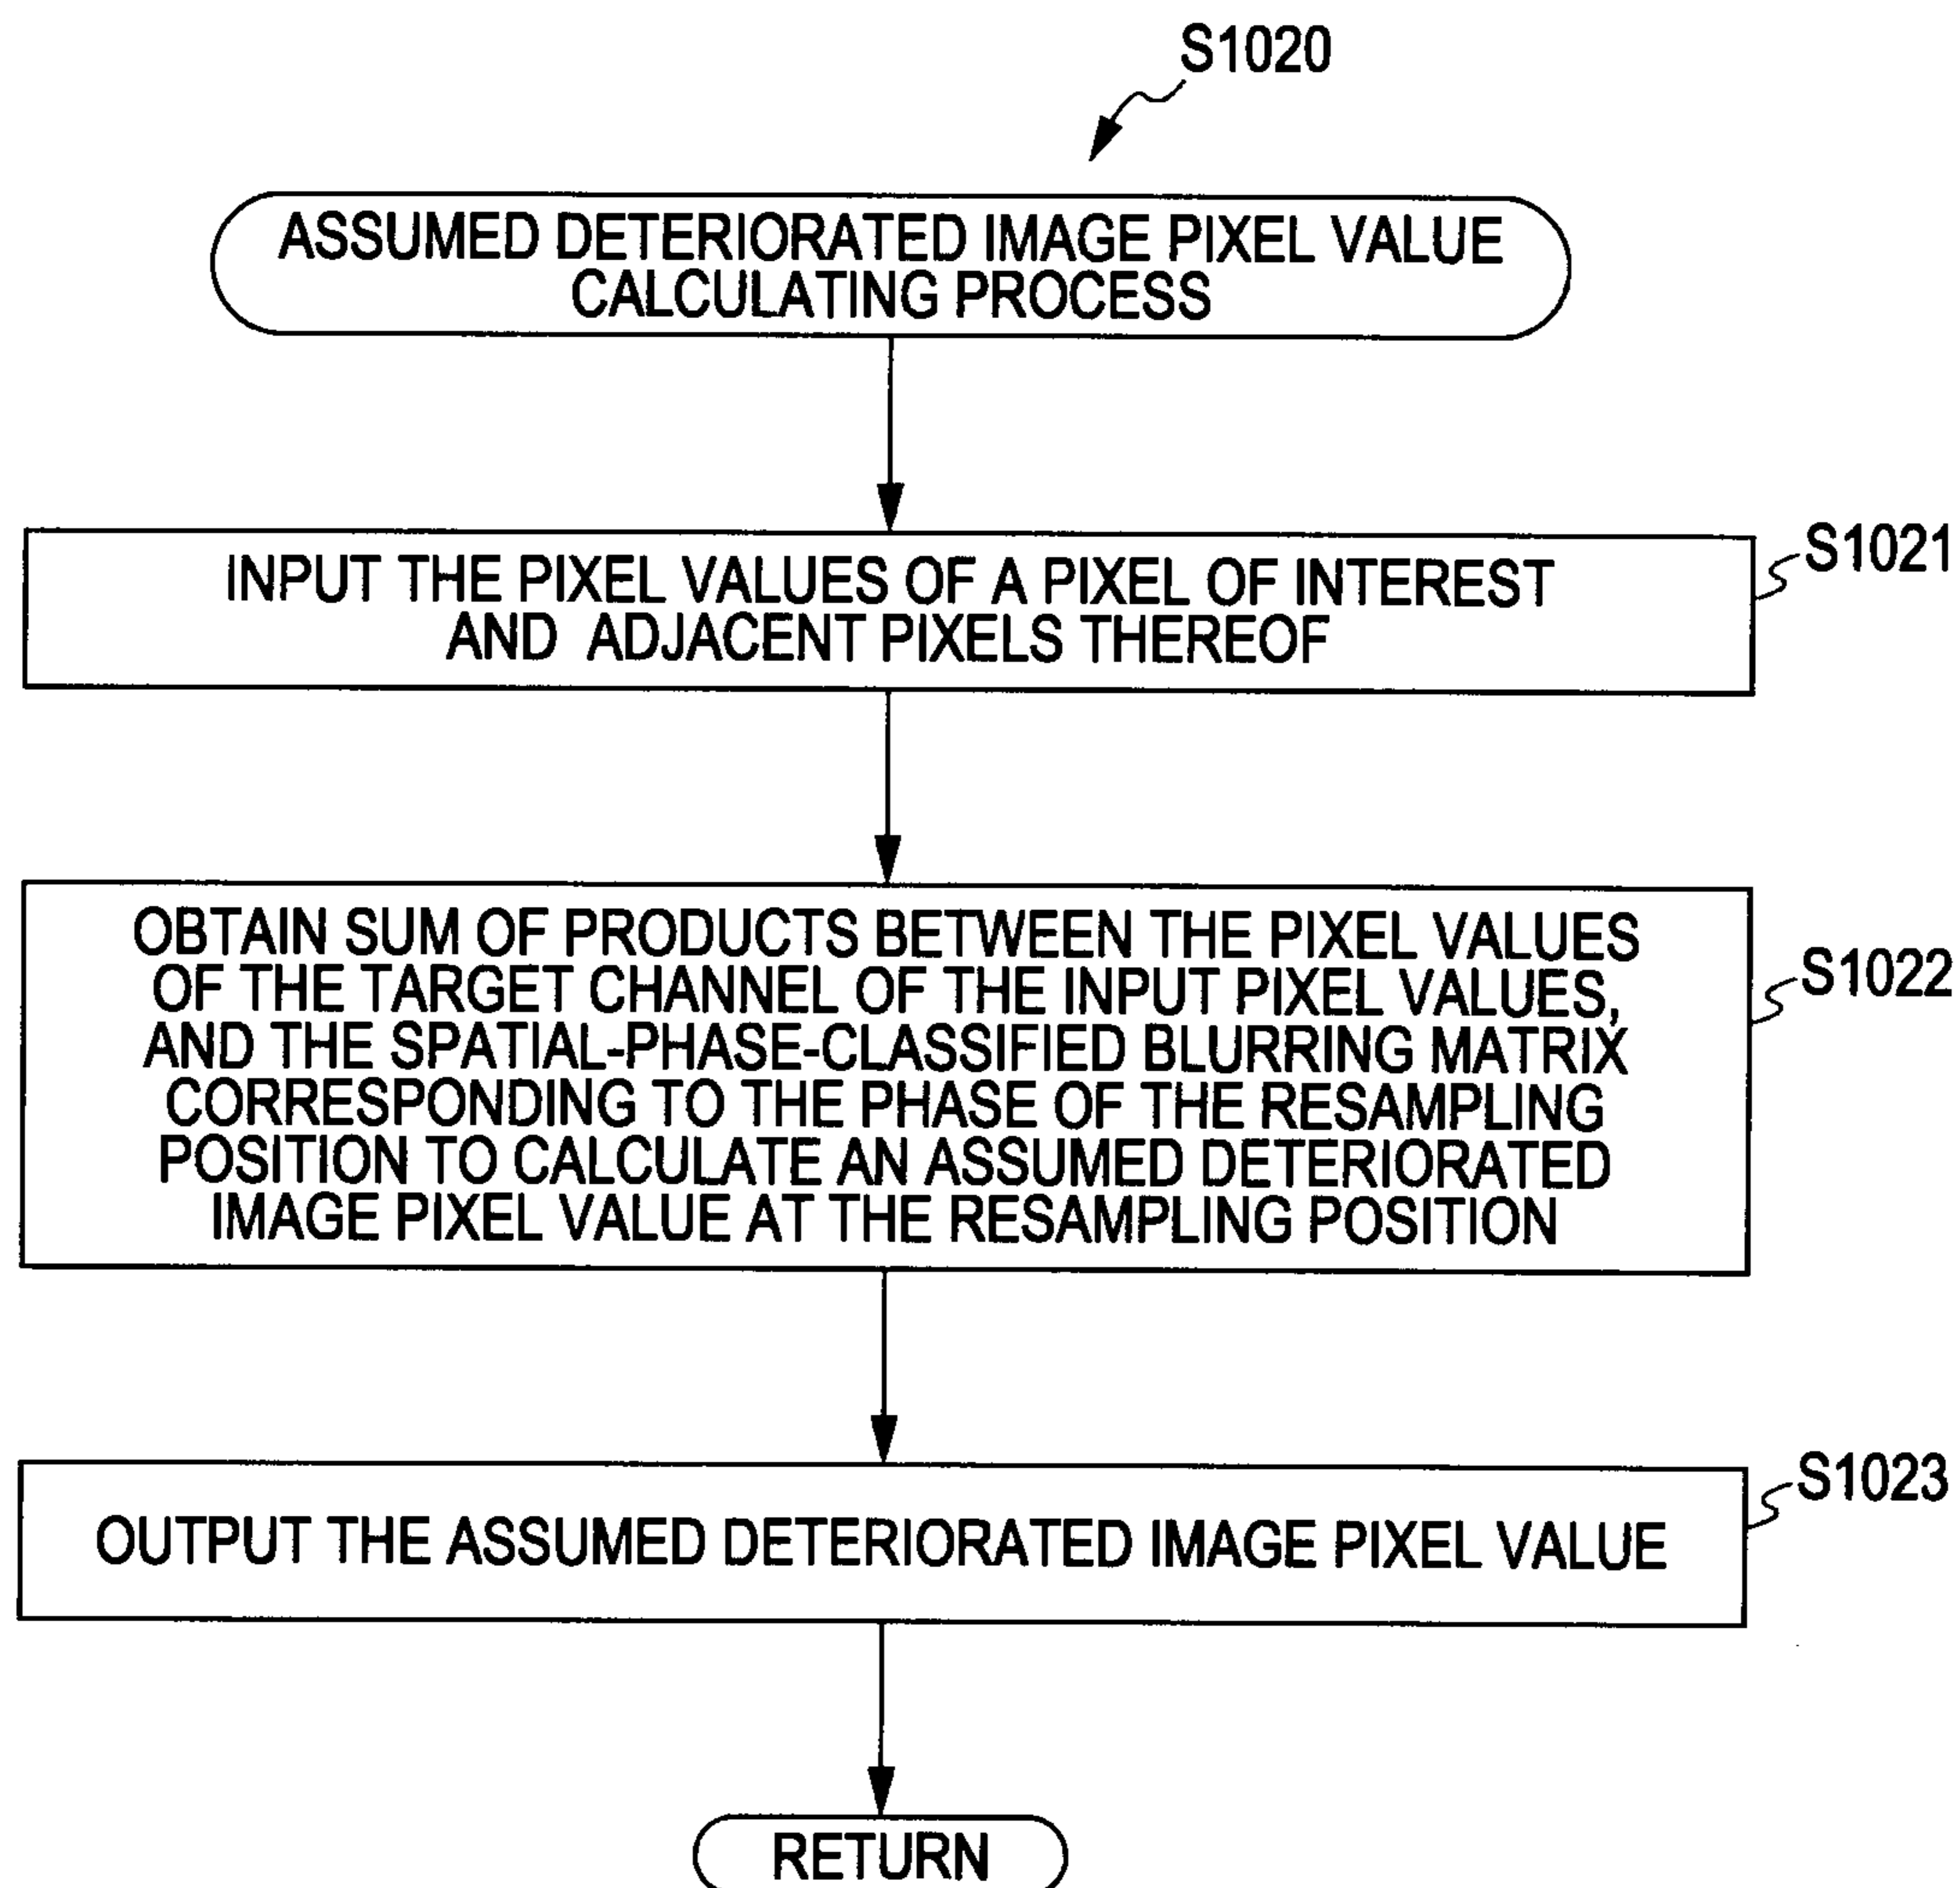 S1020
ASSUMED DETERIORATED IMAGE PIXEL VALUE
CALCULATING PROCESS
S1021
INPUT THE PIXEL VALUES OF A PIXEL OF INTEREST
AND ADJACENT PIXELS THEREOF
S1022
OBTAIN SUM OF PRODUCTS BETWEEN THE PIXEL VALUES
OF THE TARGET CHANNEL OF THE INPUT PIXEL VALUES,
AND THE SPATIAL-PHASE-CLASSIFIED BLURRING MATRIX
CORRESPONDING TO THE PHASE OF THE RESAMPLING
POSITION TO CALCULATE AN ASSUMED DETERIORATED
IMAGE PIXEL VALUE AT THE RESAMPLING POSITION
S1023
OUTPUT THE ASSUMED DETERIORATED IMAGE PIXEL VALUE
RETURN